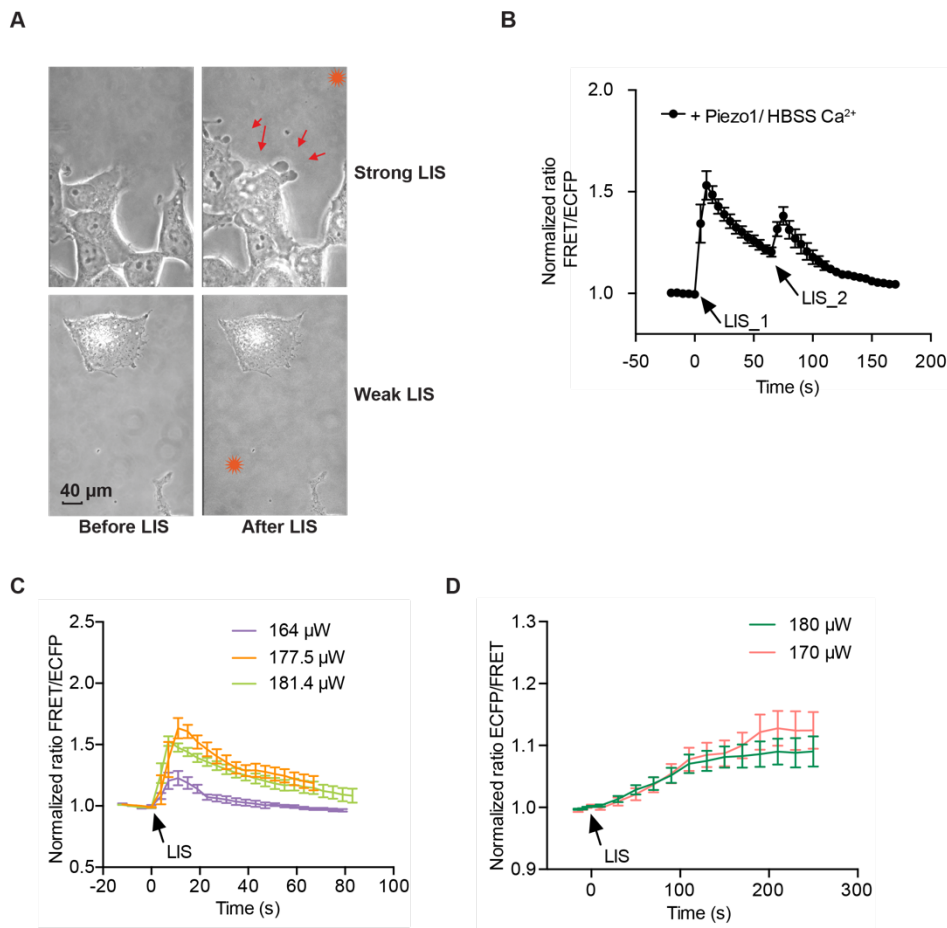 A
Strong LIS
Weak LIS
40 µm
Before LIS
After LIS
B
2.0
1.5
1.0
Normalized ratio
FRET/ECFP
+ Piezo1/ HBSS Ca²⁺
LIS_1
LIS_2
-50
0
50
100
150
200
Time (s)
C
2.5
2.0
1.5
1.0
0.5
Normalized ratio FRET/ECFP
164 µW
177.5 µW
181.4 µW
LIS
-20
0
20
40
60
80
100
Time (s)
D
1.3
1.2
1.1
1.0
0.9
Normalized ratio ECFP/FRET
180 µW
170 µW
LIS
0
100
200
300
Time (s)